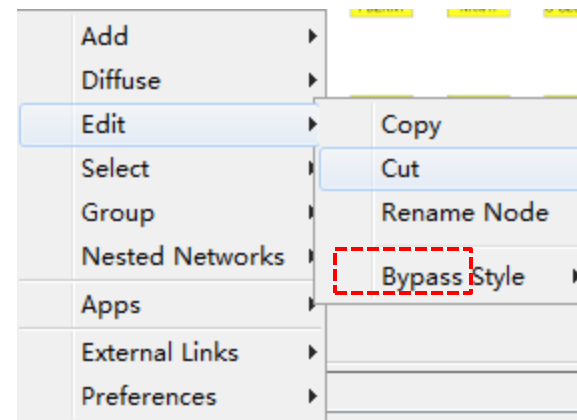 Add
Diffuse
Edit
Select
Group
Nested Networks
Apps
External Links
Preferences
Copy
Cut
Rename Node
Bypass Style